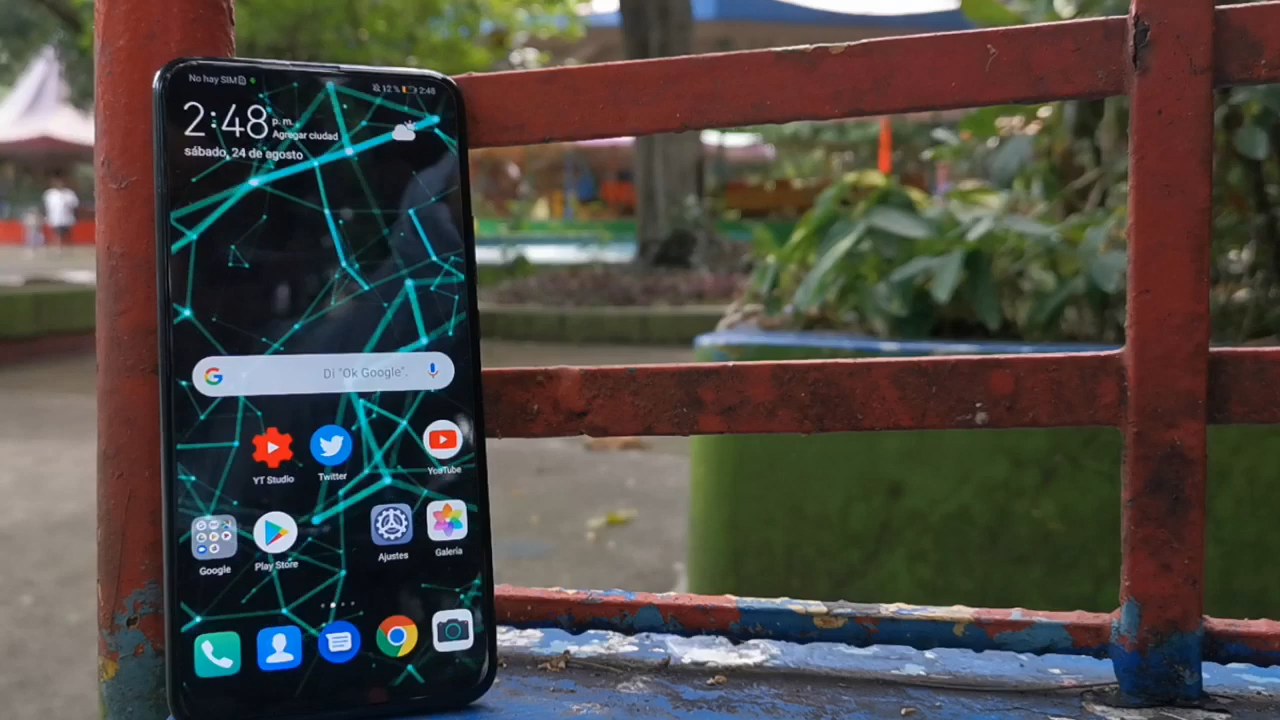 No hay SIM
12 % 2:48
2:48 p. m.
Agregar ciudad
sábado, 24 de agosto
Di "Ok Google".
YT Studio
Twitter
YouTube
Google
Play Store
Ajustes
Galería